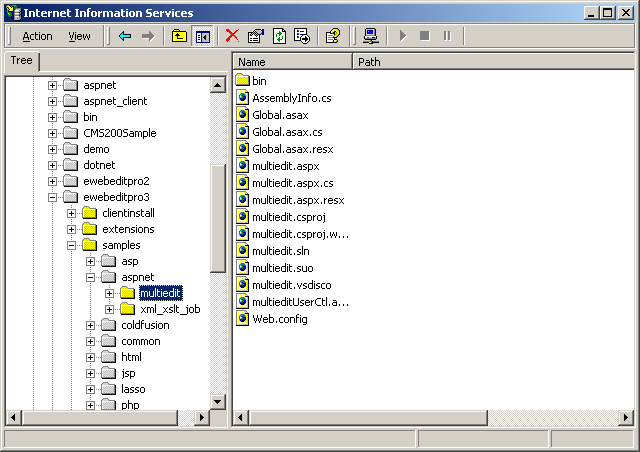 Internet Information Services
Action View
Tree
Name Path
aspnet
aspnet_client
bin
CMS200Sample
demo
dotnet
ewebeditpro2
ewebeditpro3
clientinstall
extensions
samples
asp
aspnet
multiedit
xml_xslt_job
coldfusion
common
html
jsp
lasso
php
bin
AssemblyInfo.cs
Global.asax
Global.asax.cs
Global.asax.resx
multiedit.aspx
multiedit.aspx.cs
multiedit.aspx.resx
multiedit.csproj
multiedit.csproj.w...
multiedit.sln
multiedit.suo
multiedit.vsdisco
multieditUserCtl.a...
Web.config